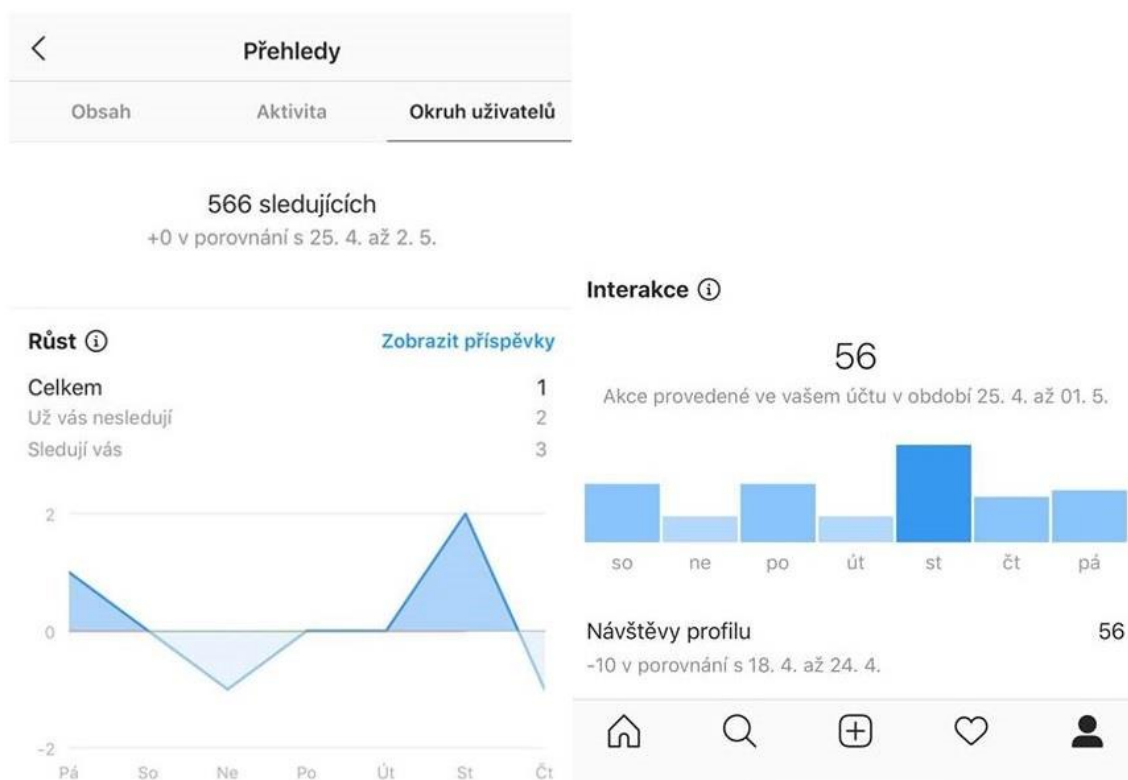 Přehledy
Obsah Aktivita Okruh uživatelů
566 sledujících
+0 v porovnání s 25. 4. až 2. 5.
Růst Zobrazit příspěvky
Celkem 1
Už vás nesledují 2
Sledují vás 3
2
0
-2
Pá So Ne Po Út St Čt
Interakce
56
Akce provedené ve vašem účtu v období 25. 4. až 01. 5.
so ne po út st čt pá
Návštěvy profilu 56
-10 v porovnání s 18. 4. až 24. 4.